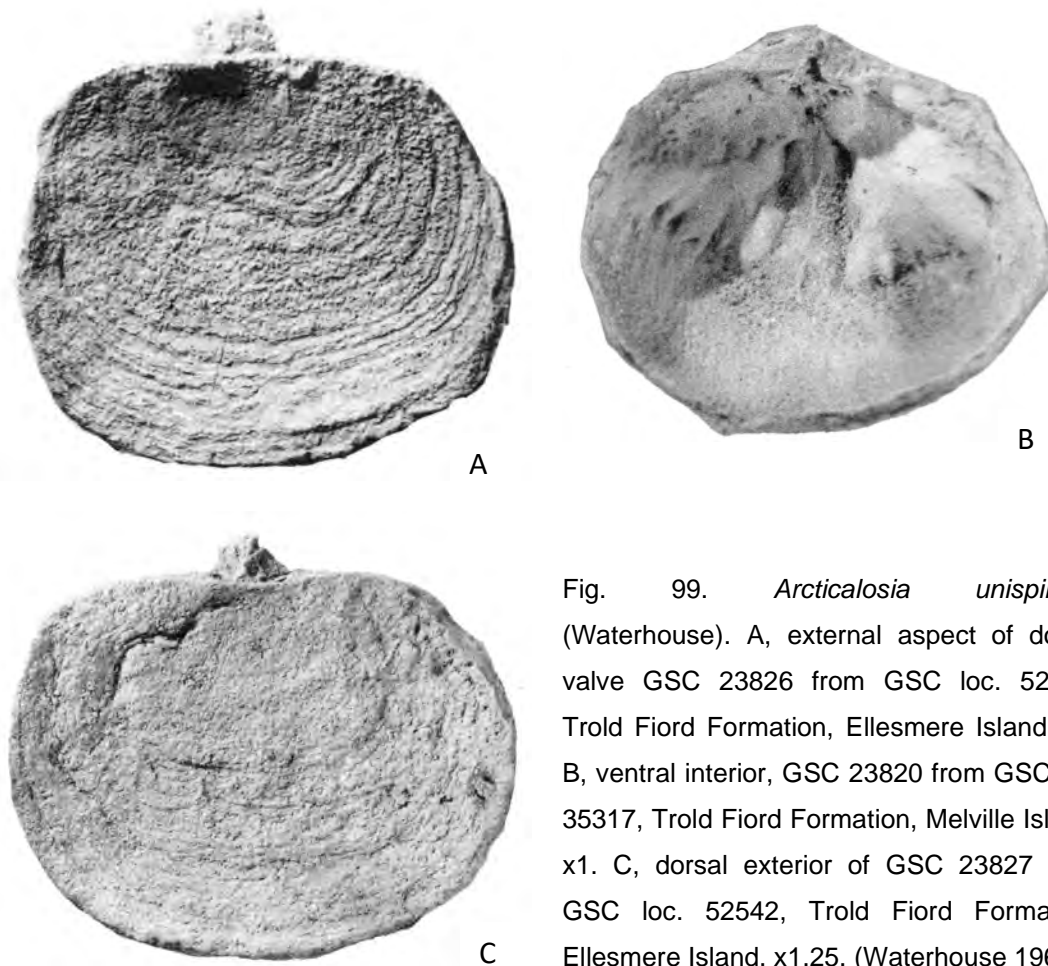 A
B
C
Fig. 99. Arcticalosia unispi
(Waterhouse). A, external aspect of do
valve GSC 23826 from GSC loc. 52
Trold Fiord Formation, Ellesmere Island
B, ventral interior, GSC 23820 from GSC
35317, Trold Fiord Formation, Melville Isl
x1. C, dorsal exterior of GSC 23827
GSC loc. 52542, Trold Fiord Forma
Ellesmere Island, x1.25. (Waterhouse 196